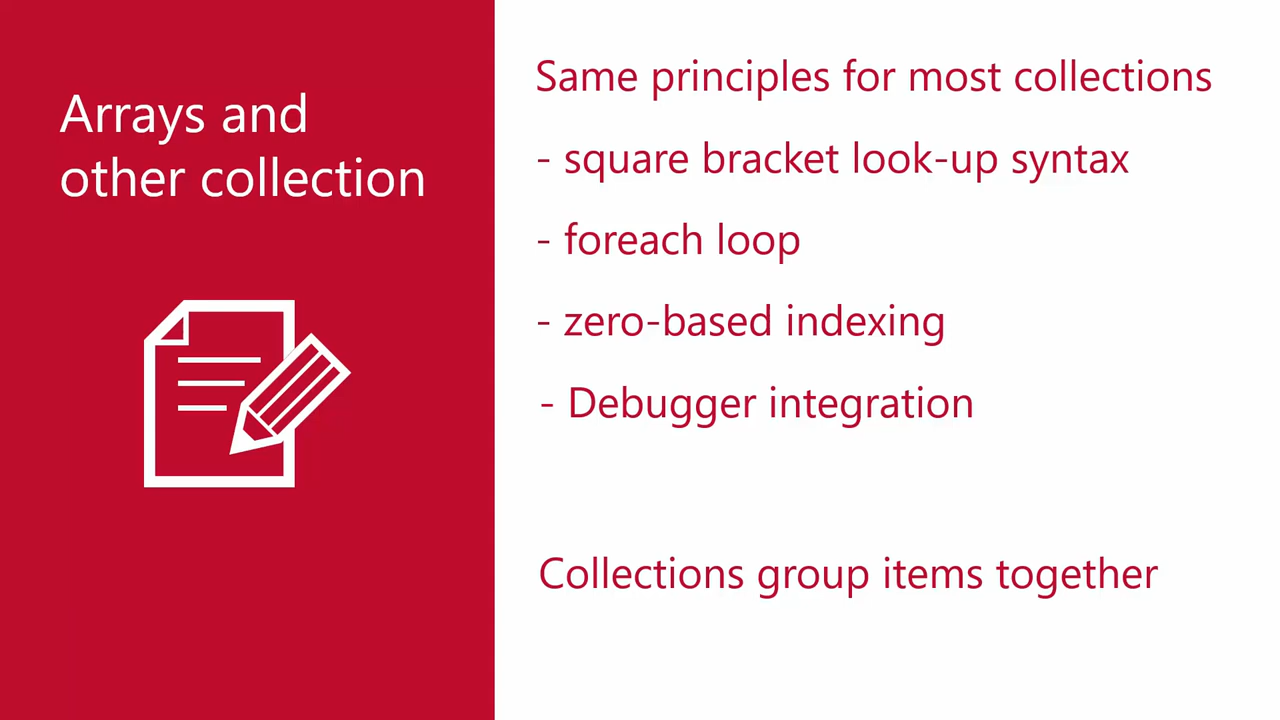 Arrays and
other collection
Same principles for most collections
- square bracket look-up syntax
- foreach loop
- zero-based indexing
- Debugger integration
Collections group items together